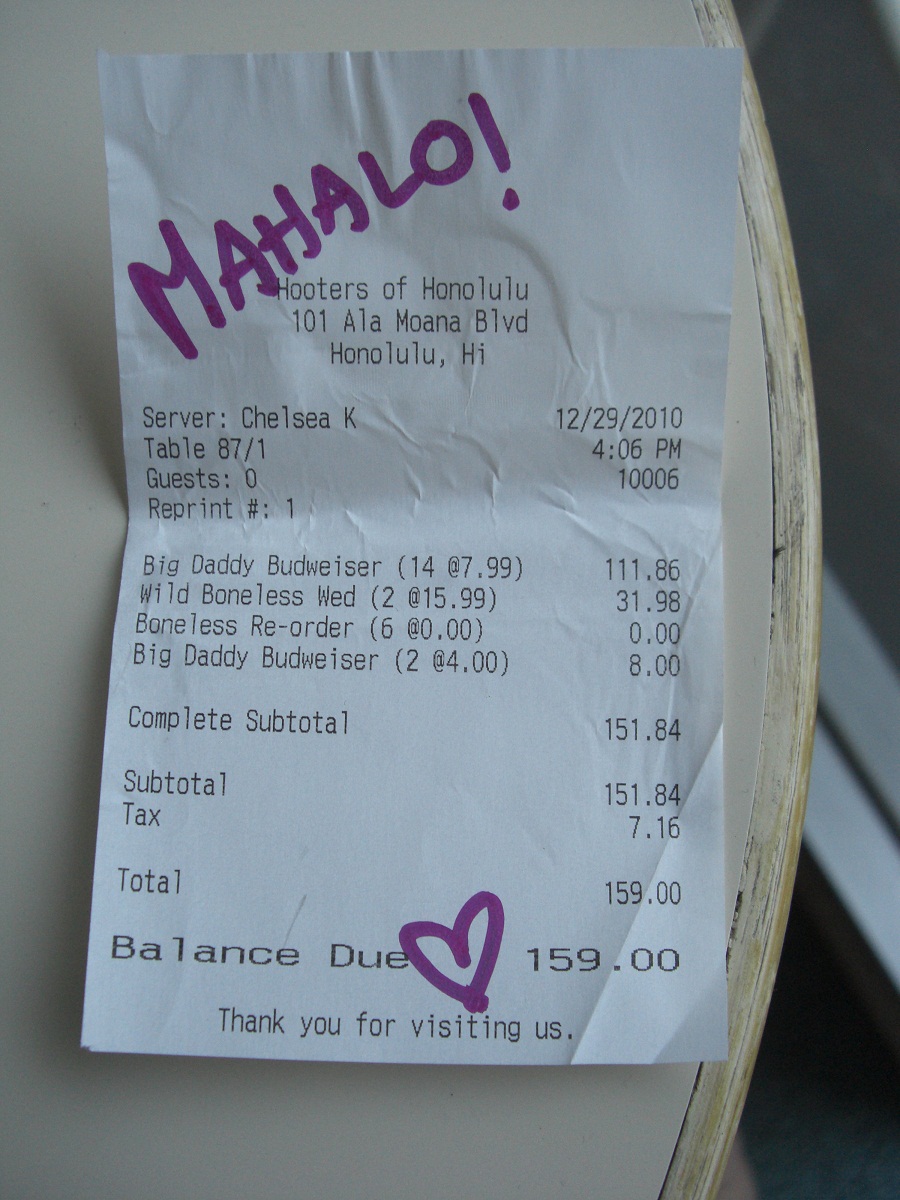 MAHALO!
Hooters of Honolulu
101 Ala Moana Blvd
Honolulu, Hi
Server: Chelsea K 12/29/2010
Table 87/1 4:06 PM
Guests: 0 10006
Reprint #: 1
Big Daddy Budweiser (14 @7.99) 111.86
Wild Boneless Wed (2 @15.99) 31.98
Boneless Re-order (6 @0.00) 0.00
Big Daddy Budweiser (2 @4.00) 8.00
Complete Subtotal 151.84
Subtotal 151.84
Tax 7.16
Total 159.00
Balance Due 159.00
Thank you for visiting us.